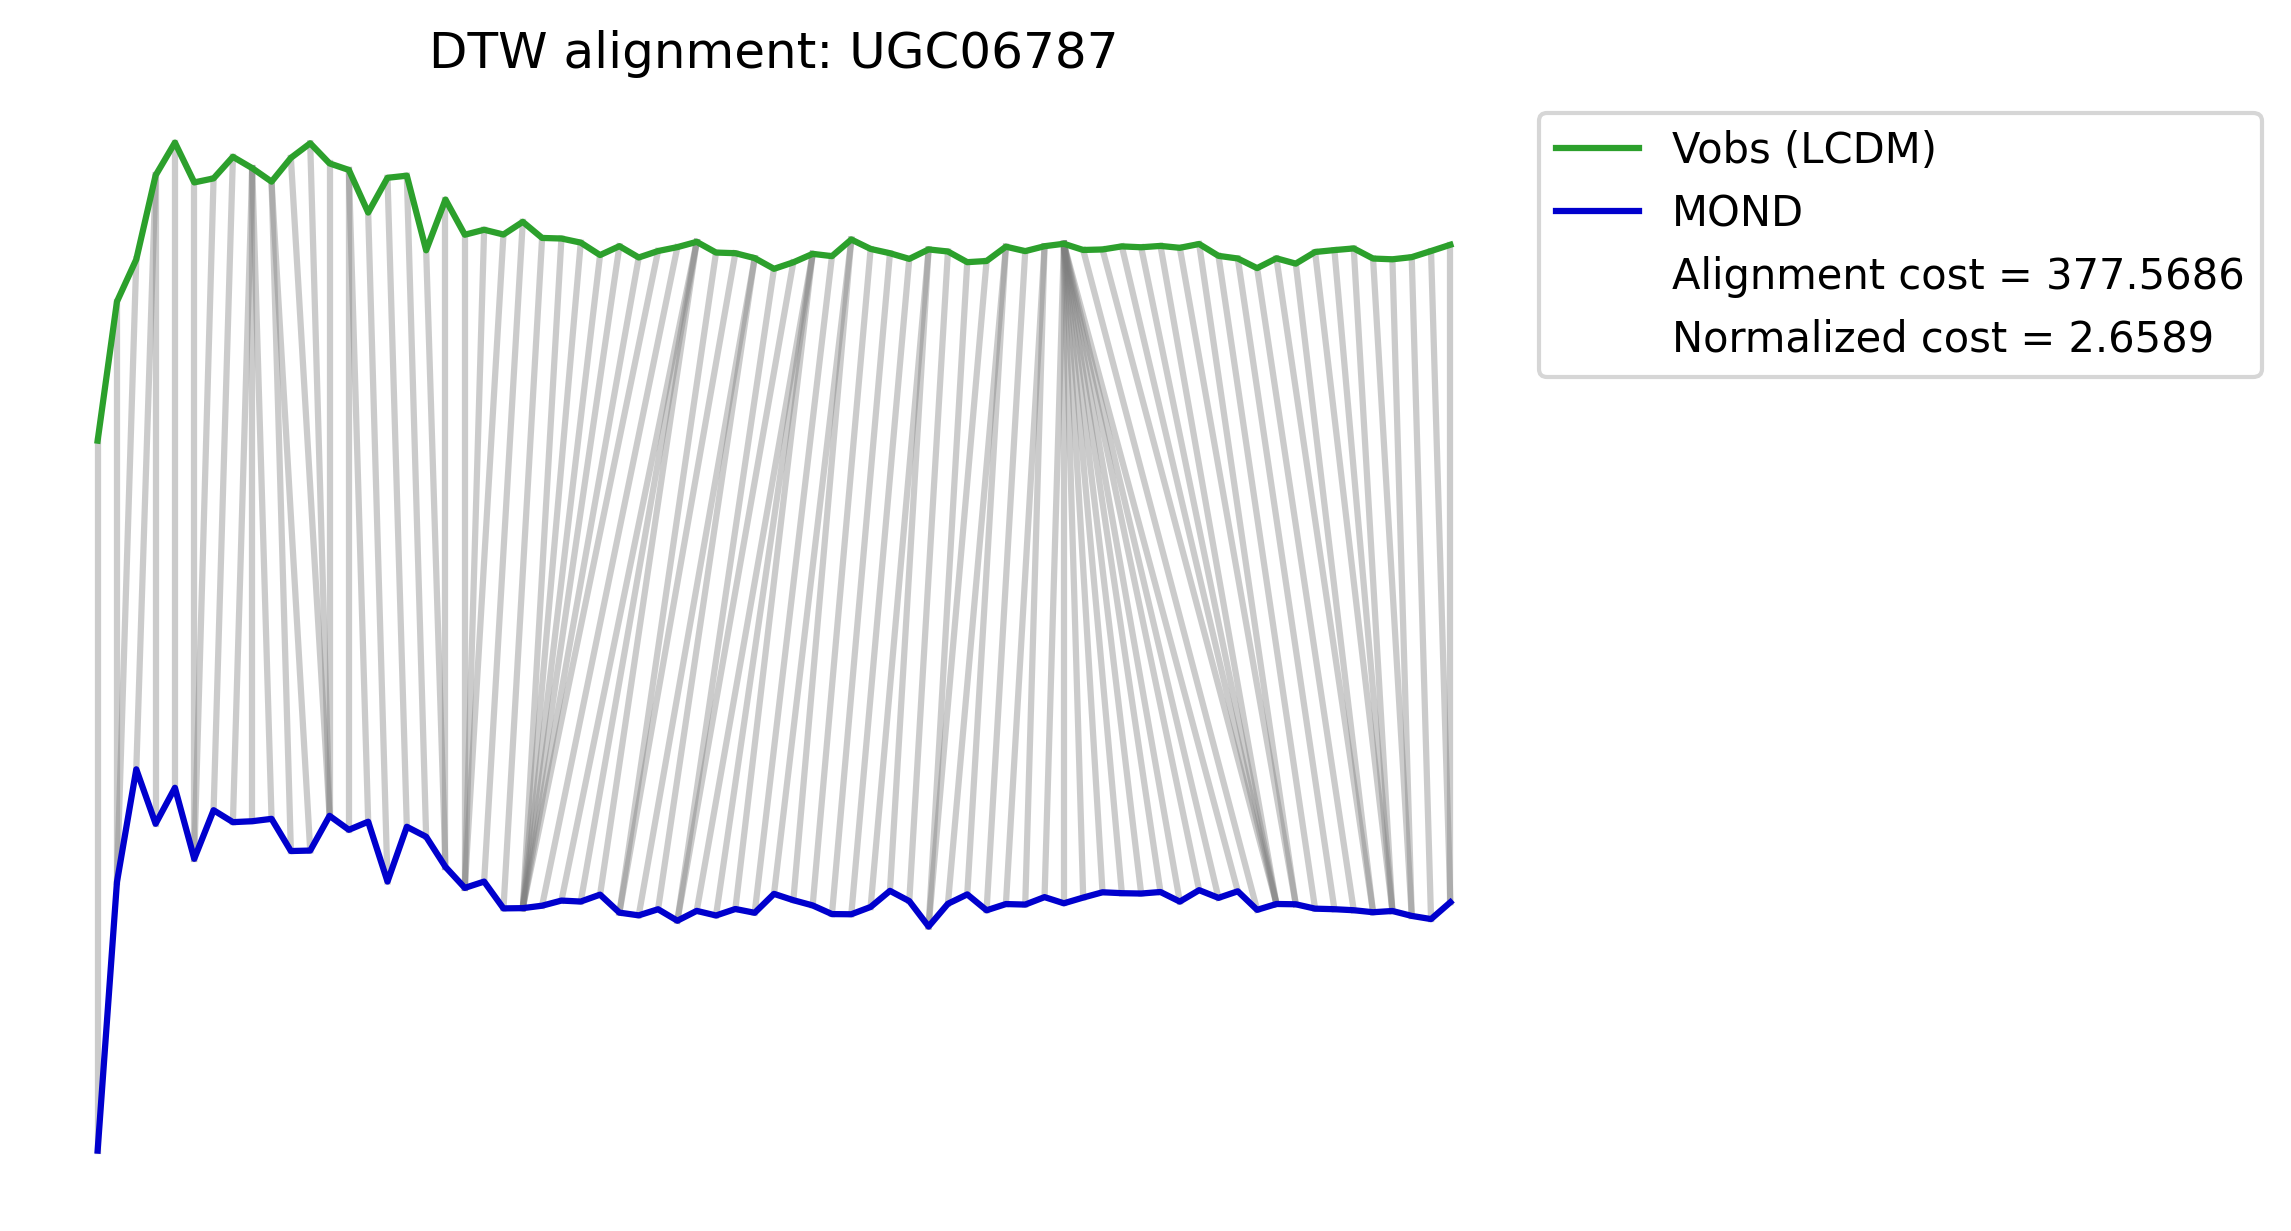 DTW alignment: UGC06787
Vobs (LCDM)
MOND
Alignment cost = 377.5686
Normalized cost = 2.6589